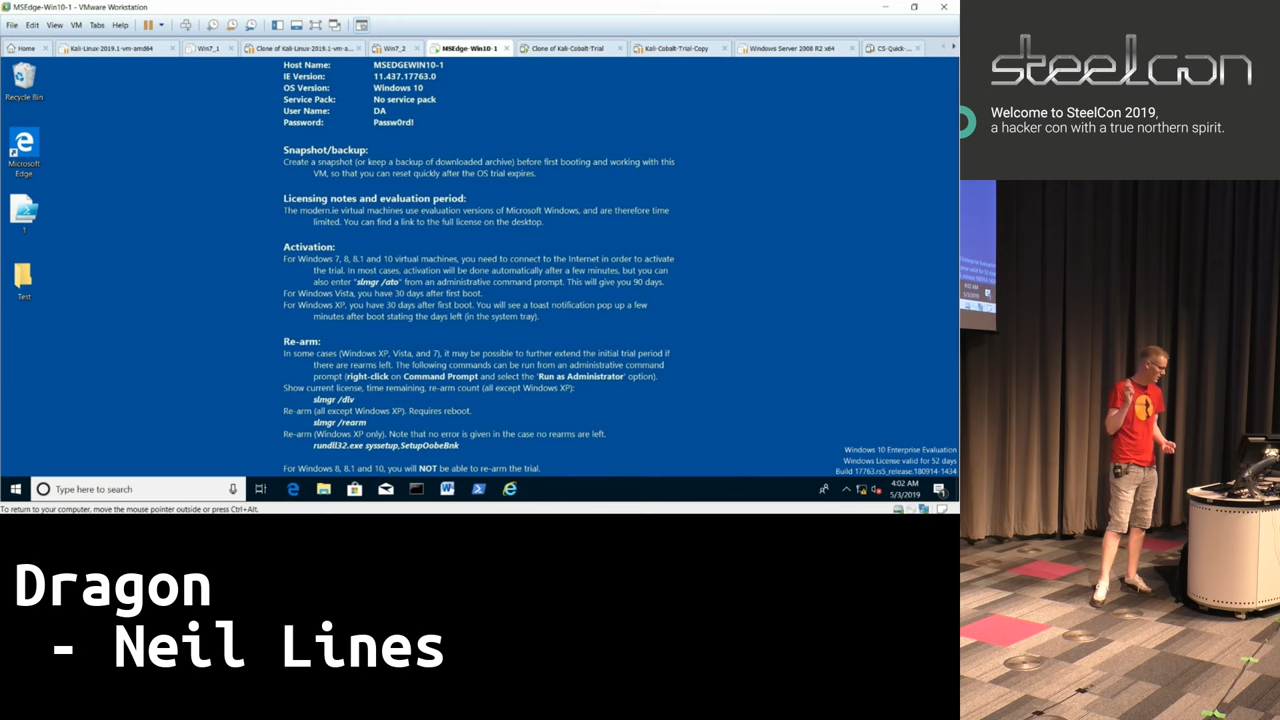 MSEdge-Win10-1 - VMware Workstation
File Edit View VM Tabs Help
Home Kali-Linux-2019.1-vm-amd64 Win7_1 Clone of Kali-Linux-2019.1-vm-a... Win7_2 MSEdge-Win10-1 Clone of Kali-Cobalt-Trial Kali-Cobalt-Trial-Copy Windows Server 2008 R2 x64 CS-Quick-...
Recycle Bin
Microsoft
Edge
1
Test
Host Name: MSEDGEWIN10-1
IE Version: 11.437.17763.0
OS Version: Windows 10
Service Pack: No service pack
User Name: DA
Password: Passw0rd!
Snapshot/backup:
Create a snapshot (or keep a backup of downloaded archive) before first booting and working with this
VM, so that you can reset quickly after the OS trial expires.
Licensing notes and evaluation period:
The modern.ie virtual machines use evaluation versions of Microsoft Windows, and are therefore time
limited. You can find a link to the full license on the desktop.
Activation:
For Windows 7, 8, 8.1 and 10 virtual machines, you need to connect to the Internet in order to activate
the trial. In most cases, activation will be done automatically after a few minutes, but you can
also enter "slmgr /ato" from an administrative command prompt. This will give you 90 days.
For Windows Vista, you have 30 days after first boot.
For Windows XP, you have 30 days after first boot. You will see a toast notification pop up a few
minutes after boot stating the days left (in the system tray).
Re-arm:
In some cases (Windows XP, Vista, and 7), it may be possible to further extend the initial trial period if
there are rearms left. The following commands can be run from an administrative command
prompt (right-click on Command Prompt and select the 'Run as Administrator' option).
Show current license, time remaining, re-arm count (all except Windows XP):
slmgr /dlv
Re-arm (all except Windows XP). Requires reboot.
slmgr /rearm
Re-arm (Windows XP only). Note that no error is given in the case no rearms are left.
rundll32.exe syssetup,SetupOobeBnk
For Windows 8, 8.1 and 10, you will NOT be able to re-arm the trial.
Windows 10 Enterprise Evaluation
Windows License valid for 52 days
Build 17763.rs5_release.180914-1434
Type here to search
4:02 AM
5/3/2019
To return to your computer, move the mouse pointer outside or press Ctrl+Alt.
Dragon
- Neil Lines
steelcon
Welcome to SteelCon 2019,
a hacker con with a true northern spirit.
4:02 AM
5/3/2019